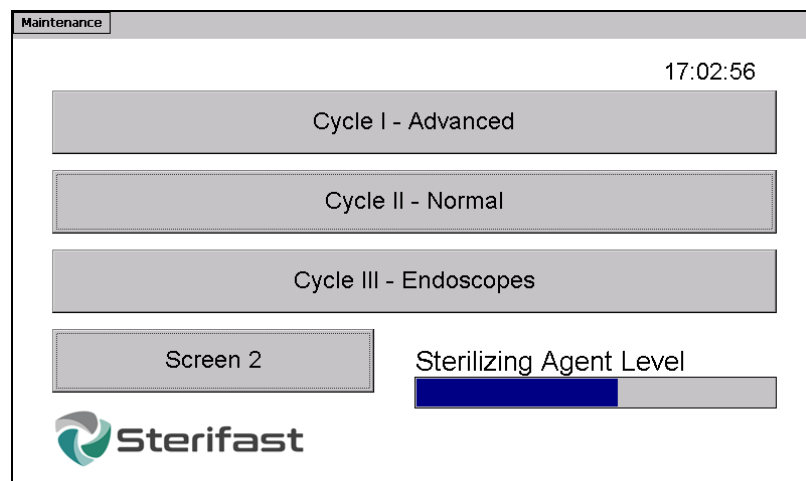 Maintenance
17:02:56
Cycle I - Advanced
Cycle II - Normal
Cycle III - Endoscopes
Screen 2
Sterilizing Agent Level
Sterifast